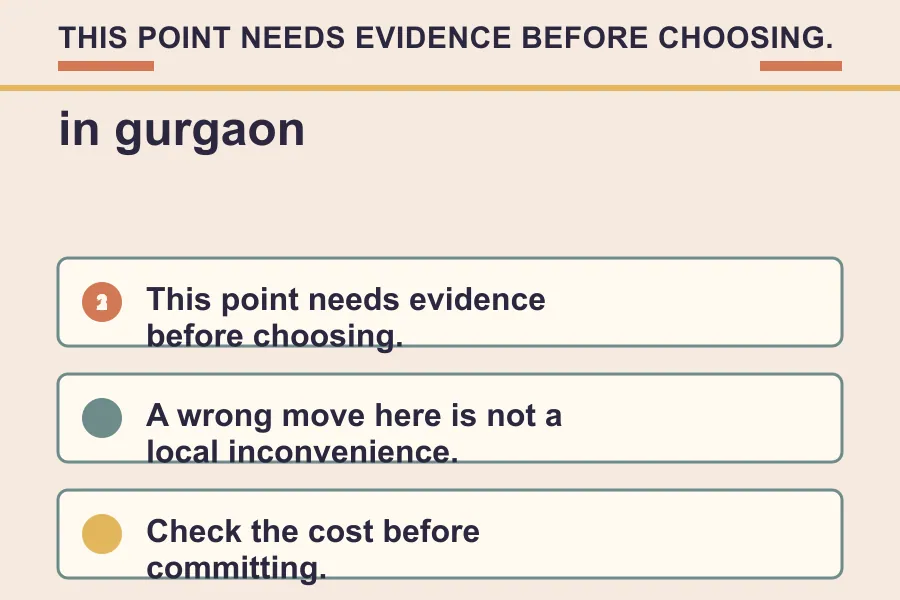 THIS POINT NEEDS EVIDENCE BEFORE CHOOSING.
in gurgaon
This point needs evidence
before choosing.
A wrong move here is not a
local inconvenience.
Check the cost before
committing.